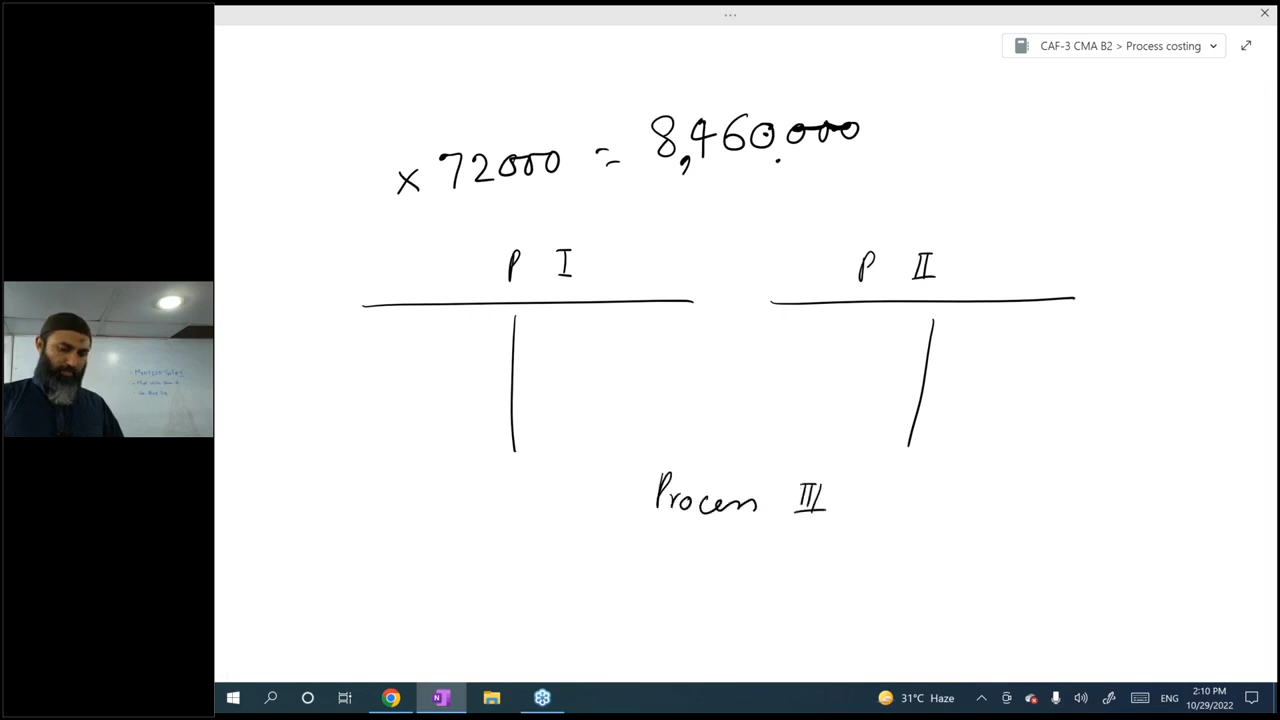 CAF-3 CMA B2 > Process costing
× 72000 = 8,460.000
P I
P II
Process III
31°C Haze
ENG
2:10 PM
10/29/2022